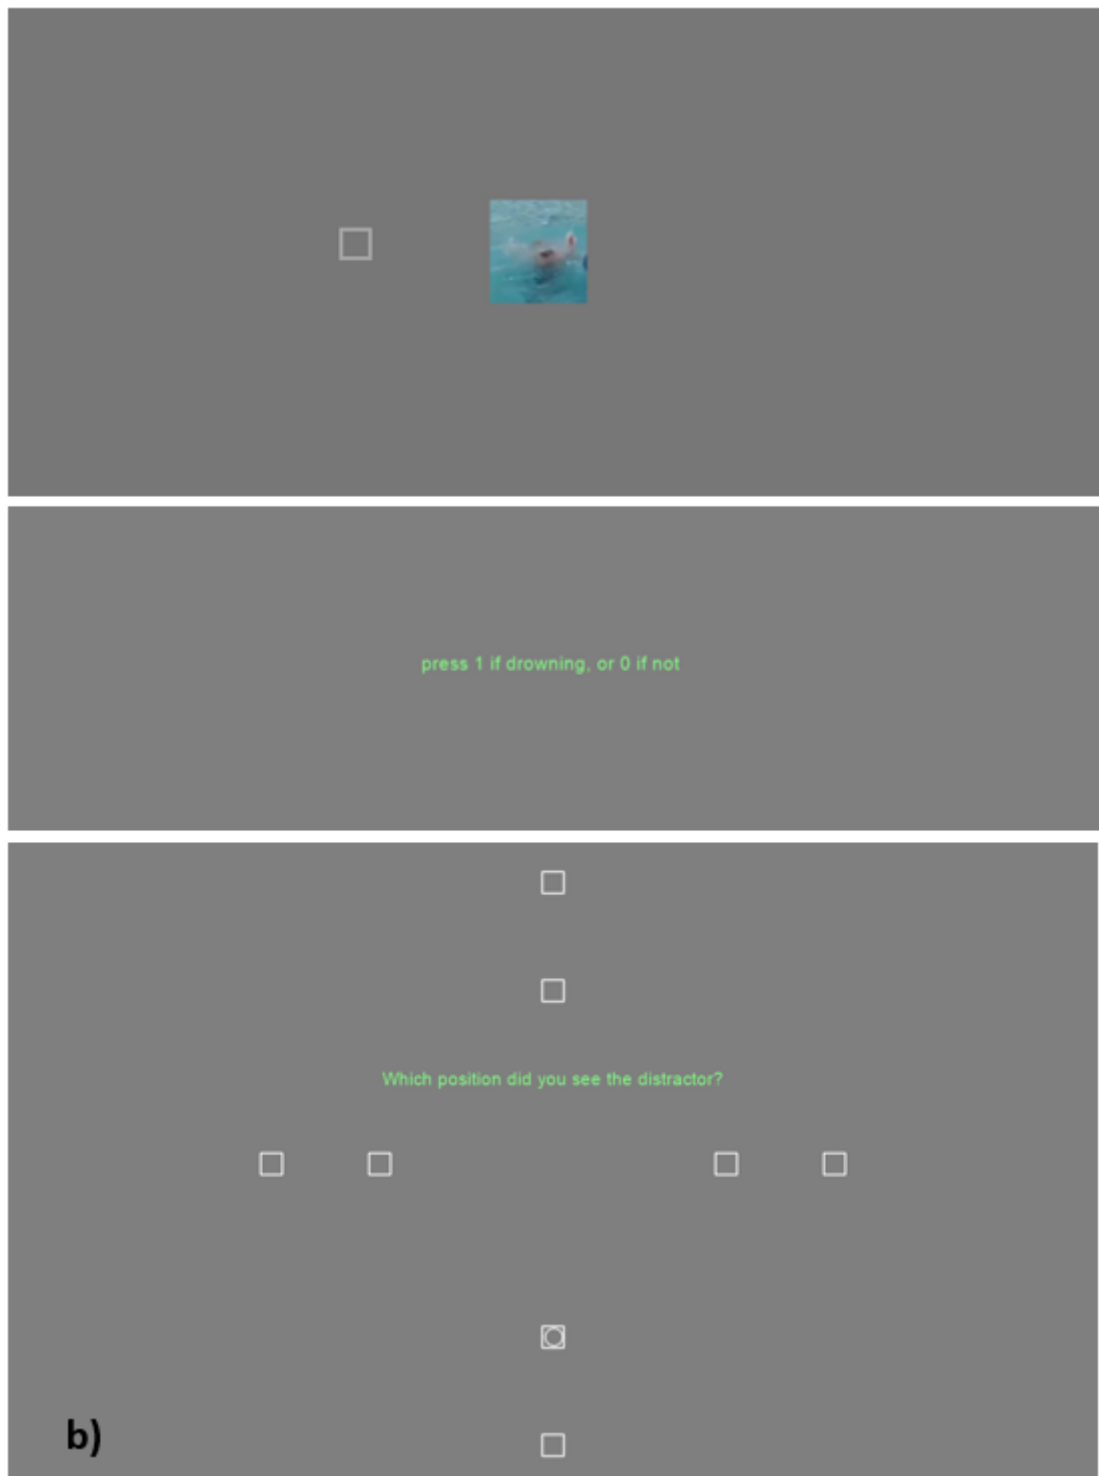 press 1 if drowning, or 0 if not
Which position did you see the distractor?
b)